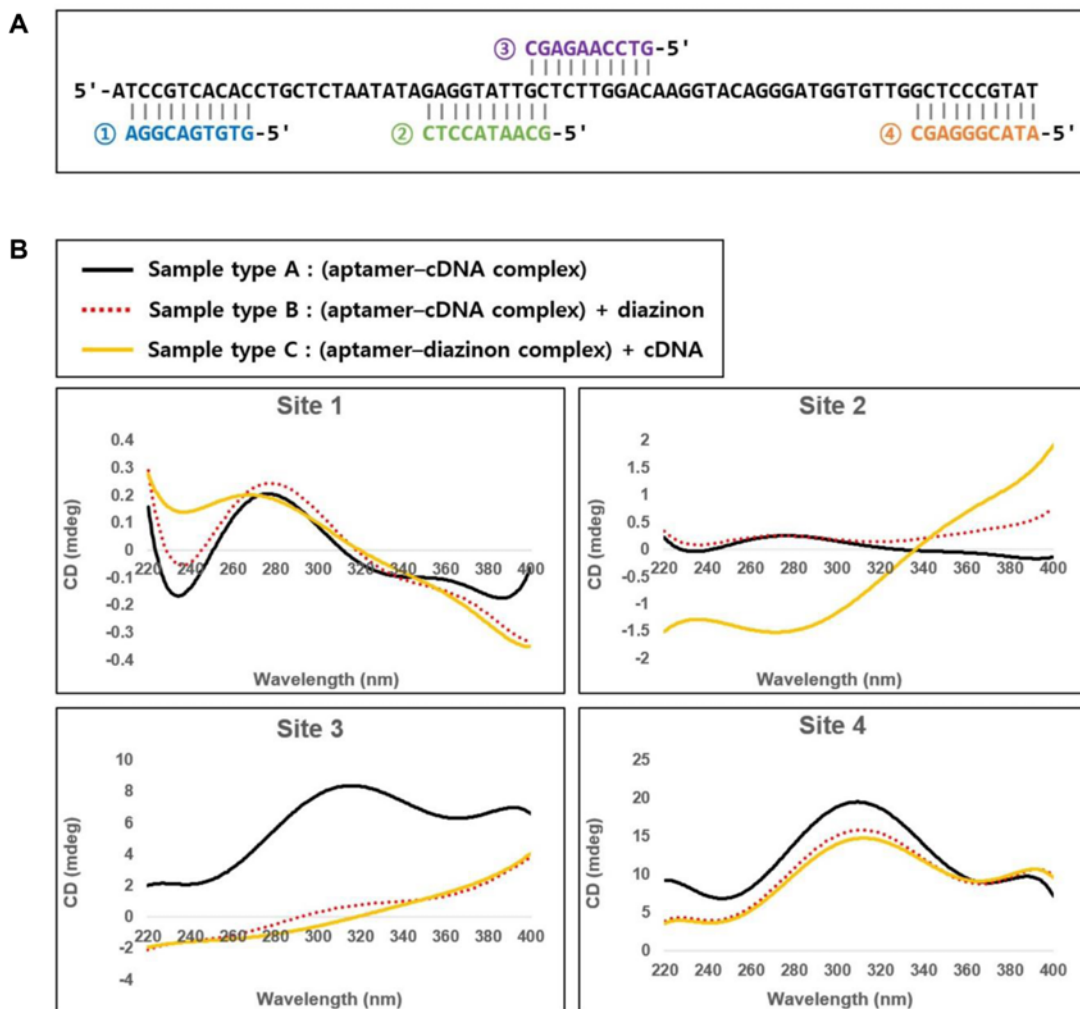 A
③ CGAGAACCTG-5'
5'-ATCCGTCACACCTGCTCTAATATAGAGGTATTGCTCTTGGACAAGGTACAGGGATGGTGTTGGCTCCCGTAT
① AGGCAGTGTG-5' ② CTCCATAACG-5' ④ CGAGGGCATA-5'
B
Sample type A : (aptamer–cDNA complex)
Sample type B : (aptamer–cDNA complex) + diazinon
Sample type C : (aptamer–diazinon complex) + cDNA
Site 1
0.4
0.3
0.2
0.1
0
-0.1
-0.2
-0.3
-0.4
220 240 260 280 300 320 340 360 380 400
CD (mdeg)
Wavelength (nm)
Site 2
2
1.5
1
0.5
0
-0.5
-1
-1.5
-2
220 240 260 280 300 320 340 360 380 400
CD (mdeg)
Wavelength (nm)
Site 3
10
8
6
4
2
0
-2
-4
220 240 260 280 300 320 340 360 380 400
CD (mdeg)
Wavelength (nm)
Site 4
25
20
15
10
5
0
220 240 260 280 300 320 340 360 380 400
CD (mdeg)
Wavelength (nm)